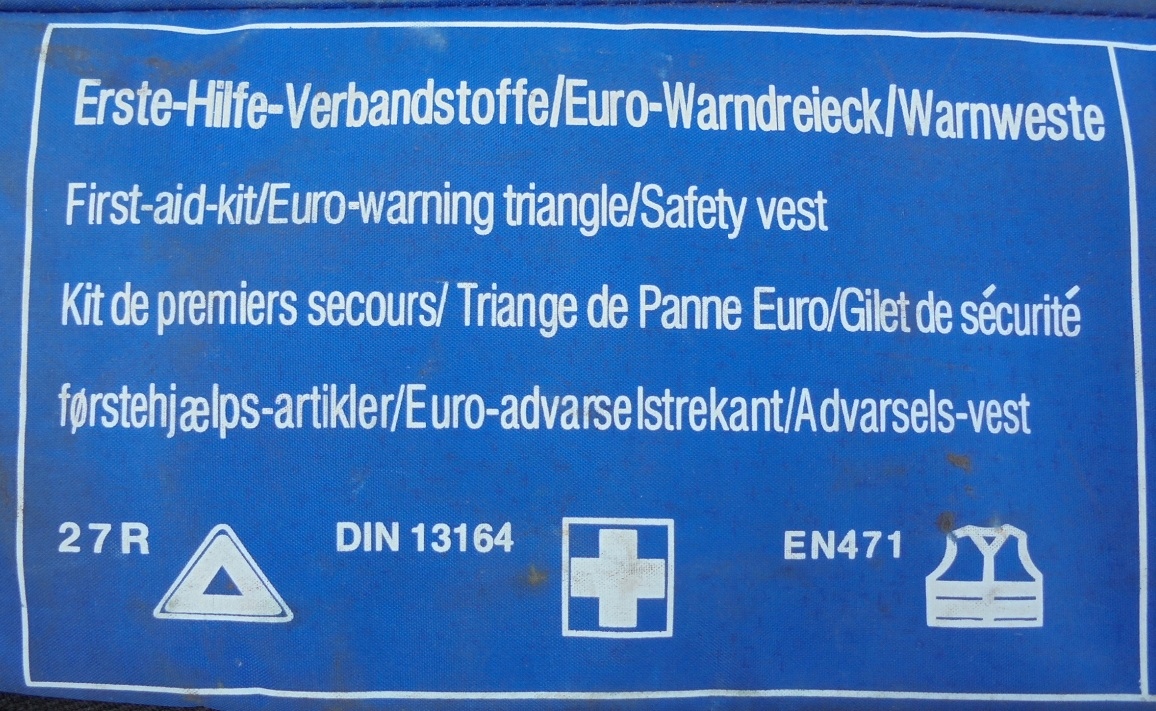 Erste-Hilfe-Verbandstoffe/Euro-Warndreieck/Warnweste
First-aid-kit/Euro-warning triangle/Safety vest
Kit de premiers secours/ Triange de Panne Euro/Gilet de sécurité
førstehjælps-artikler/Euro-advarselstrekant/Advarsels-vest
27R DIN 13164 EN471